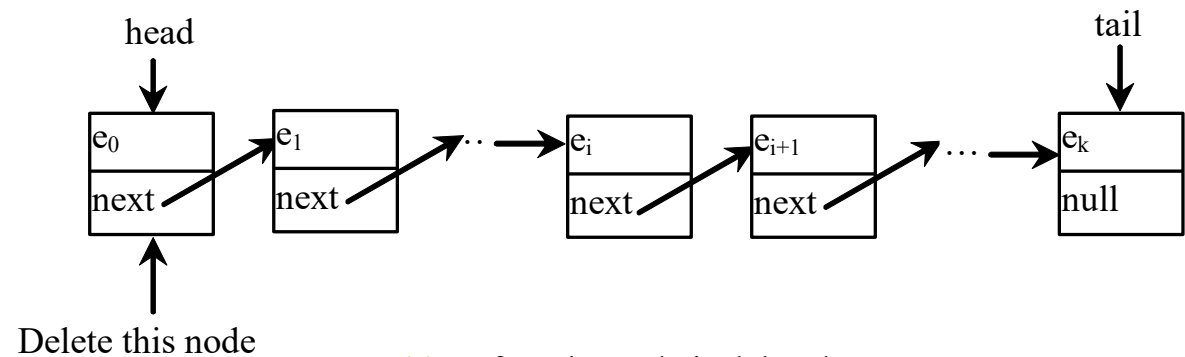 head
tail
e0
e1
ei
ei+1
ek
next
next
next
next
null
...
Delete this node